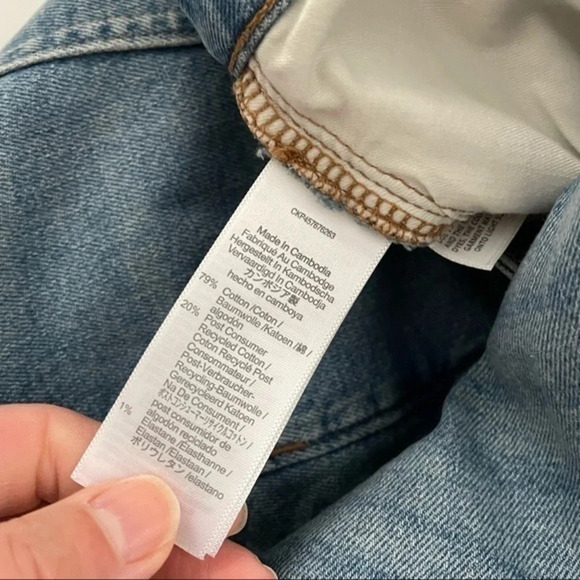 CKP457676263
Made In Cambodia
Fabriqué Au Cambodge
Hergestellt In Kambodscha
Vervaardigd In Cambodja
カンボジア製
hecho en camboya
79% Cotton /Coton /
Baumwolle /Katoen /綿 /
algodón
20% Post Consumer
Cotton Recyclé Post
Consommateur /
Post-Verbraucher-
Recycling-Baumwolle /
Gerecycleerd Katoen
Na De Consument /
ポストコンシューマーリサイクルコットン /
post consumidor de
algodón reciclado
1% Elastane /Elasthanne /
Elastan /Elastaan /
ポリウレタン /elastano